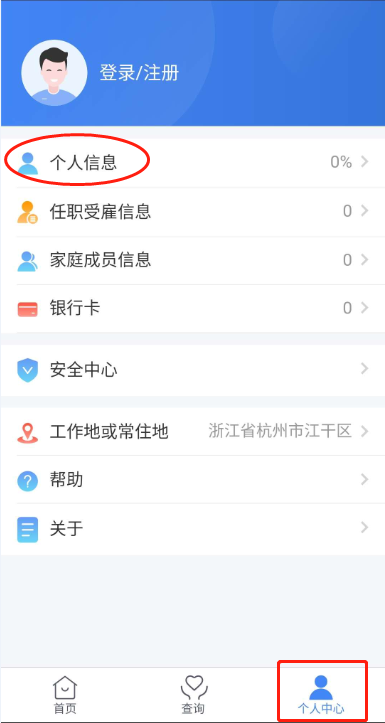 登录/注册
个人信息 0%
任职受雇信息 0
家庭成员信息 0
银行卡 0
安全中心
工作地或常住地 浙江省杭州市江干区
帮助
关于
首页 查询 个人中心